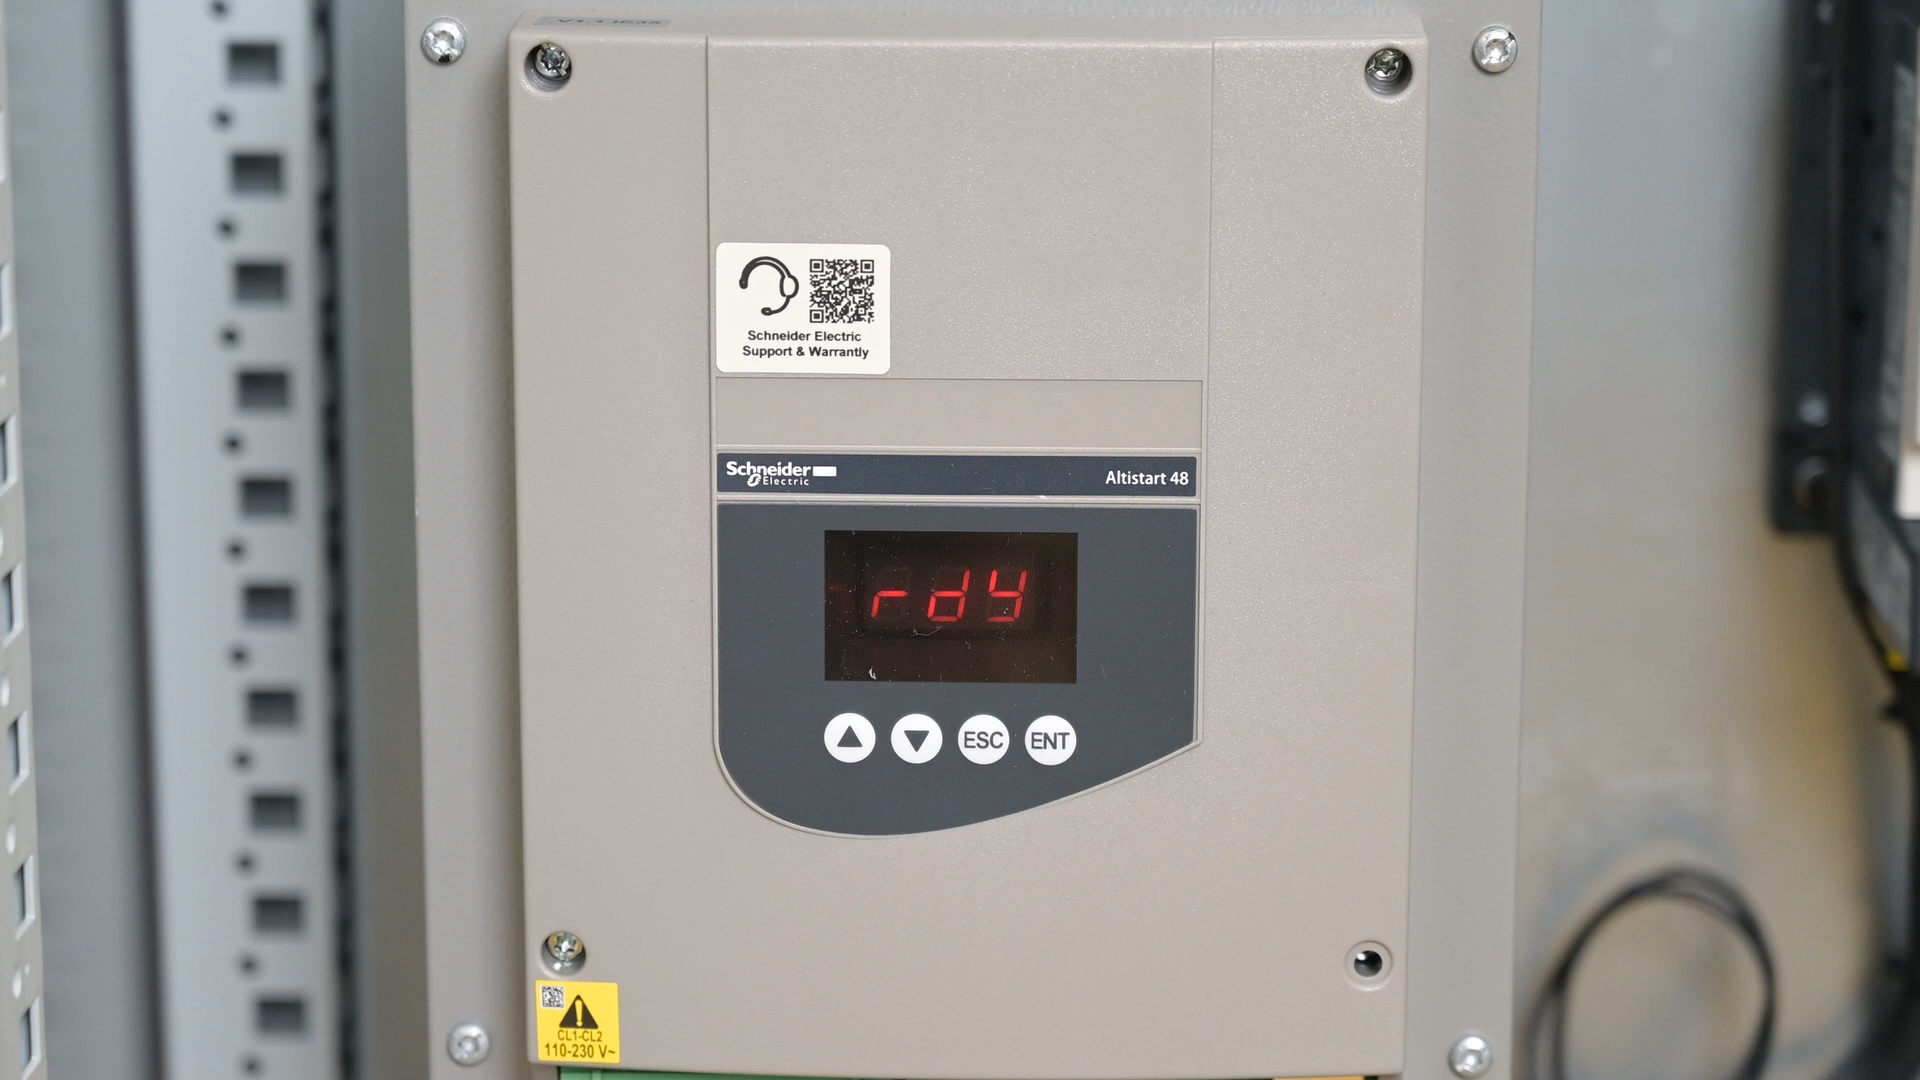 Schneider Electric
Support & Warrantly
Schneider
Electric
Altistart 48
rdy
ESC
ENT
CL1-CL2
110-230 V~